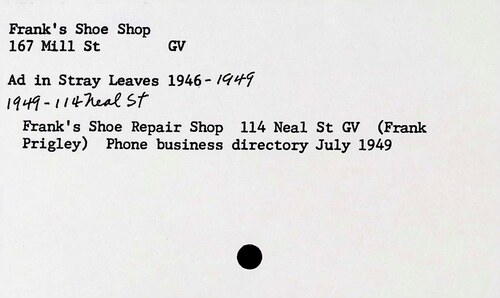 Frank's Shoe Shop
167 Mill St GV
Ad in Stray Leaves 1946-1949
1949-114 Neal St
Frank's Shoe Repair Shop 114 Neal St GV (Frank
Prigley) Phone business directory July 1949